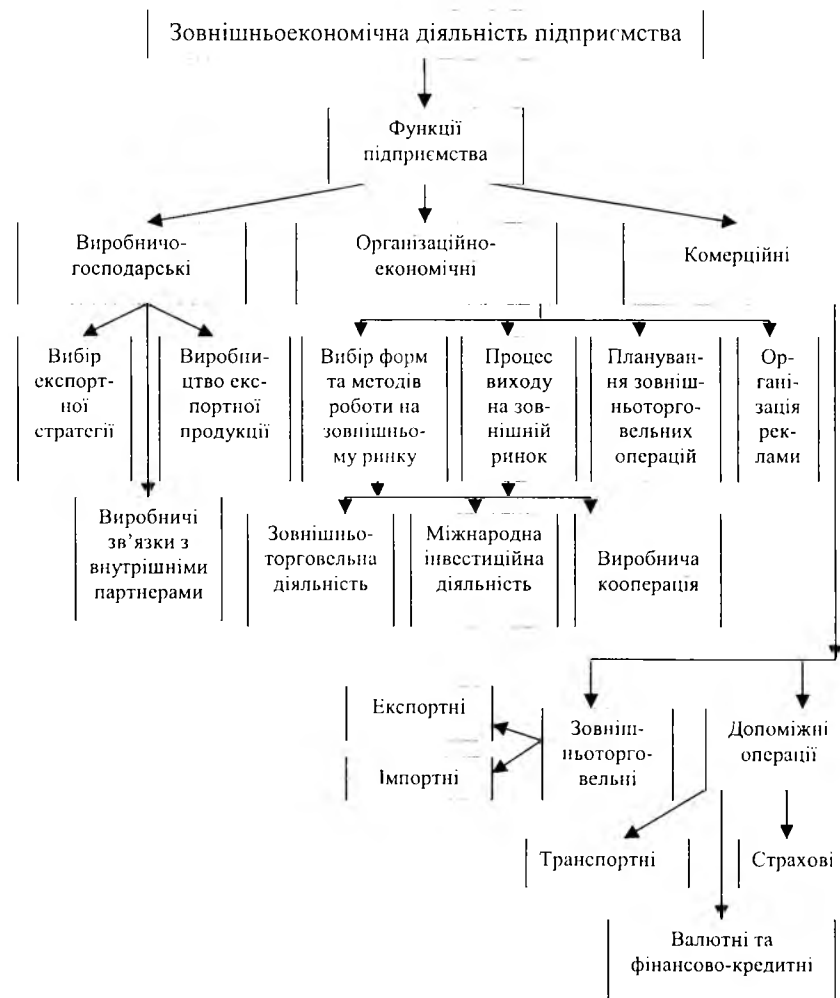 Зовнішньоекономічна діяльність підприємства
Функції
підприємства
Виробничо-
господарські
Організаційно-
економічні
Комерційні
Вибір
експорт-
ної
стратегії
Виробни-
цтво екс-
портної
продукції
Вибір форм
та методів
роботи на
зовнішньо-
му ринку
Процес
виходу
на зов-
нішній
ринок
Плануван-
ня зовніш-
ньоторго-
вельних
операцій
Ор-
гані-
зація
рек-
лами
Виробничі
зв’язки з
внутрішніми
партнерами
Зовнішньо-
торговельна
діяльність
Міжнародна
інвестиційна
діяльність
Виробнича
кооперація
Експортні
Імпортні
Зовніш-
ньоторго-
вельні
Допоміжні
операції
Транспортні
Страхові
Валютні та
фінансово-кредитні